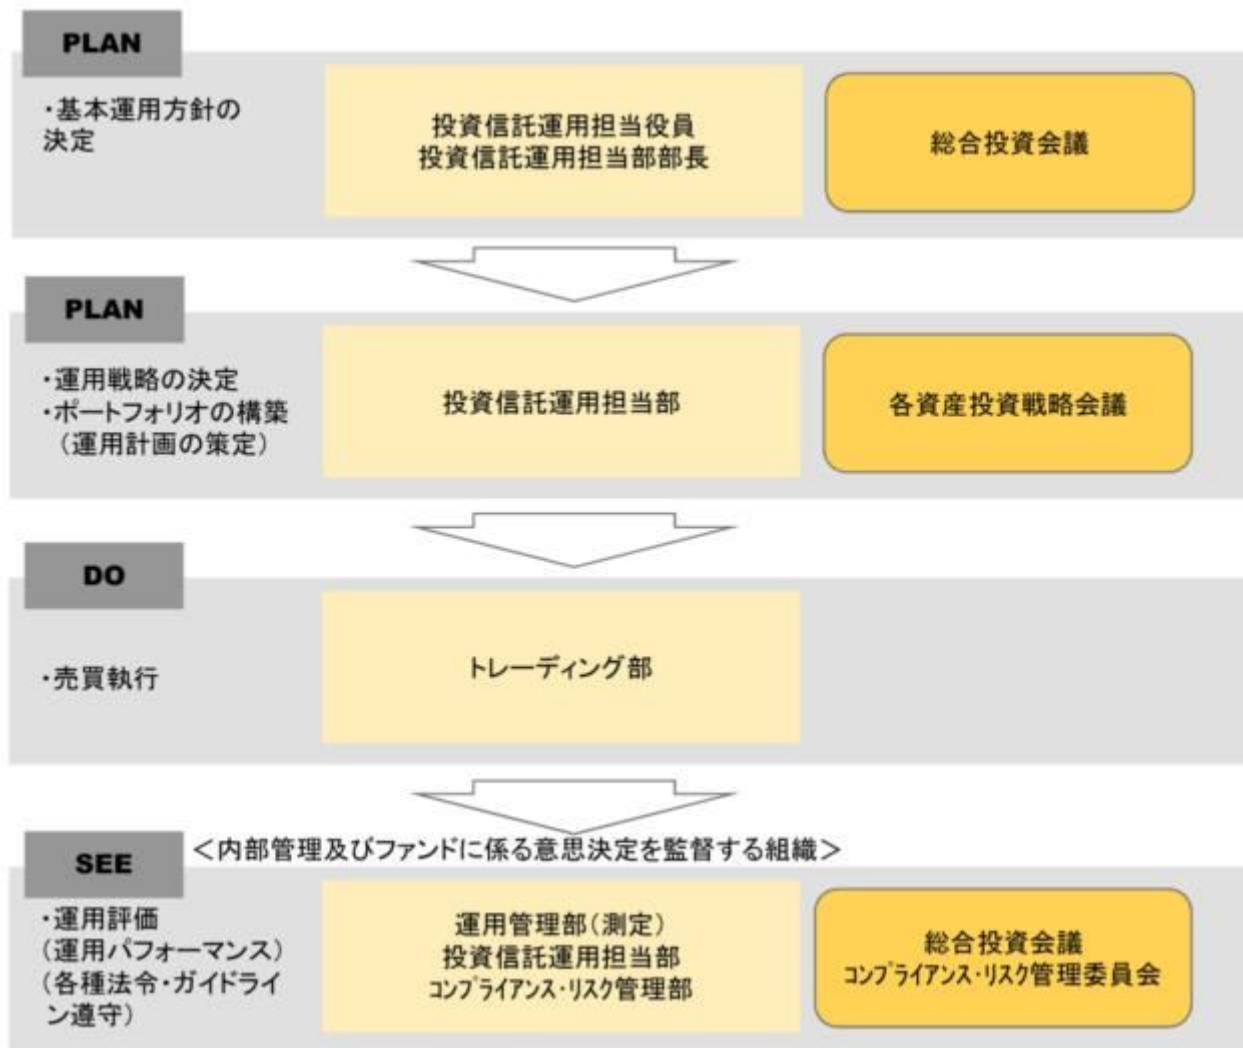 PLAN
・基本運用方針の
決定
投資信託運用担当役員
投資信託運用担当部部長
総合投資会議
PLAN
・運用戦略の決定
・ポートフォリオの構築
（運用計画の策定）
投資信託運用担当部
各資産投資戦略会議
DO
・売買執行
トレーディング部
＜内部管理及びファンドに係る意思決定を監督する組織＞
SEE
・運用評価
（運用パフォーマンス）
（各種法令・ガイドライ
ン遵守）
運用管理部（測定）
投資信託運用担当部
ｺﾝﾌﾟﾗｲｱﾝｽ・ﾘｽｸ管理部
総合投資会議
ｺﾝﾌﾟﾗｲｱﾝｽ・ﾘｽｸ管理委員会